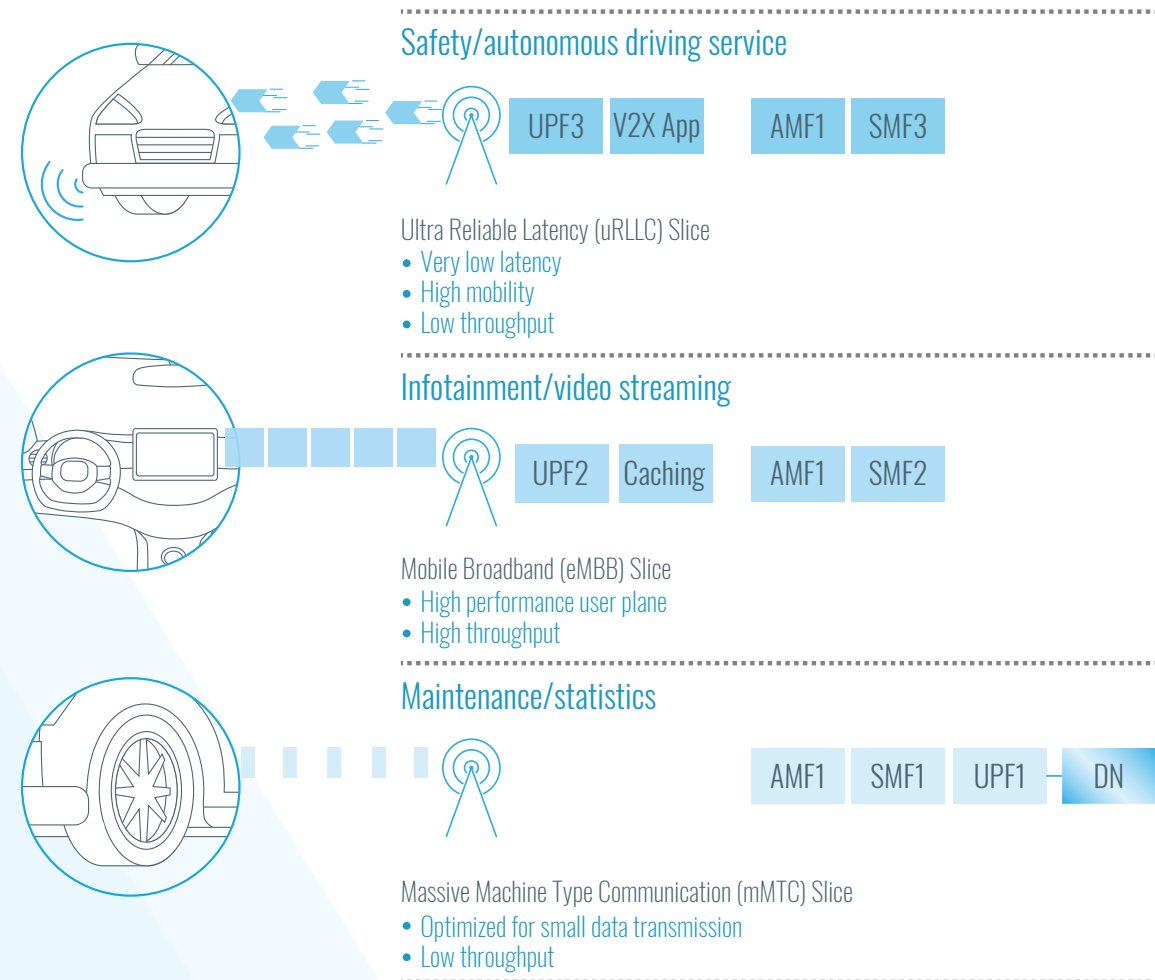 Safety/autonomous driving service
UPF3 V2X App AMF1 SMF3
Ultra Reliable Latency (uRLLC) Slice
• Very low latency
• High mobility
• Low throughput
Infotainment/video streaming
UPF2 Caching AMF1 SMF2
Mobile Broadband (eMBB) Slice
• High performance user plane
• High throughput
Maintenance/statistics
AMF1 SMF1 UPF1 DN
Massive Machine Type Communication (mMTC) Slice
• Optimized for small data transmission
• Low throughput